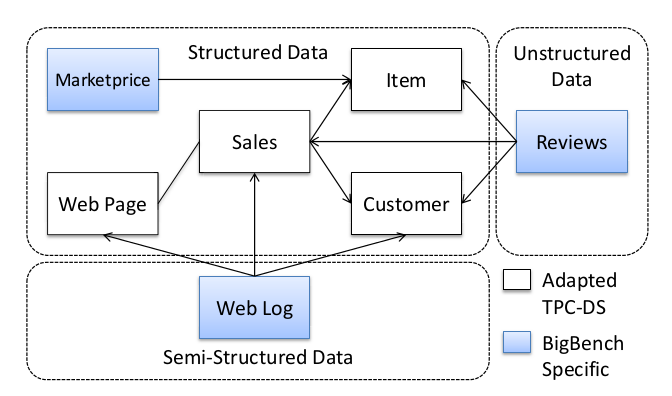 Structured Data
Unstructured
Data
Marketprice
Item
Sales
Reviews
Web Page
Customer
Web Log
Semi-Structured Data
Adapted
TPC-DS
BigBench
Specific